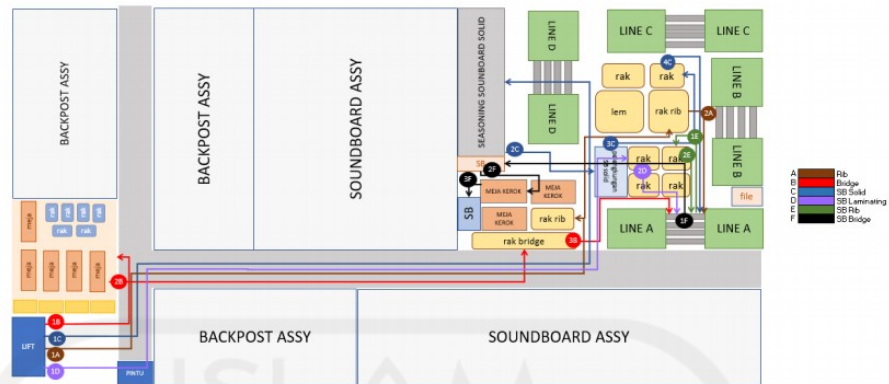 BACKPOST ASSY
BACKPOST ASSY
SOUNDBOARD ASSY
SEASONING SOUNBOARD SOLID
LINE D
LINE D
LINE C
LINE C
LINE B
LINE B
LINE A
LINE A
rak
rak
lem
rak rib
4C
2A
1E
2E
3C
2C
2D
rak
rak
rak
rak
SB solid
file
SB
2F
3F
1F
SB
MEJA KEROK
MEJA
KEROK
MEJA
KEROK
rak rib
rak bridge
3B
meja
rak
rak
rak
rak
rak
rak
meja
meja
meja
meja
2B
1B
1C
1A
1D
LIFT
PINTU
BACKPOST ASSY
SOUNDBOARD ASSY
A Rib
B Bridge
C SB Solid
D SB Laminating
E SB Rib
F SB Bridge
ISLAM